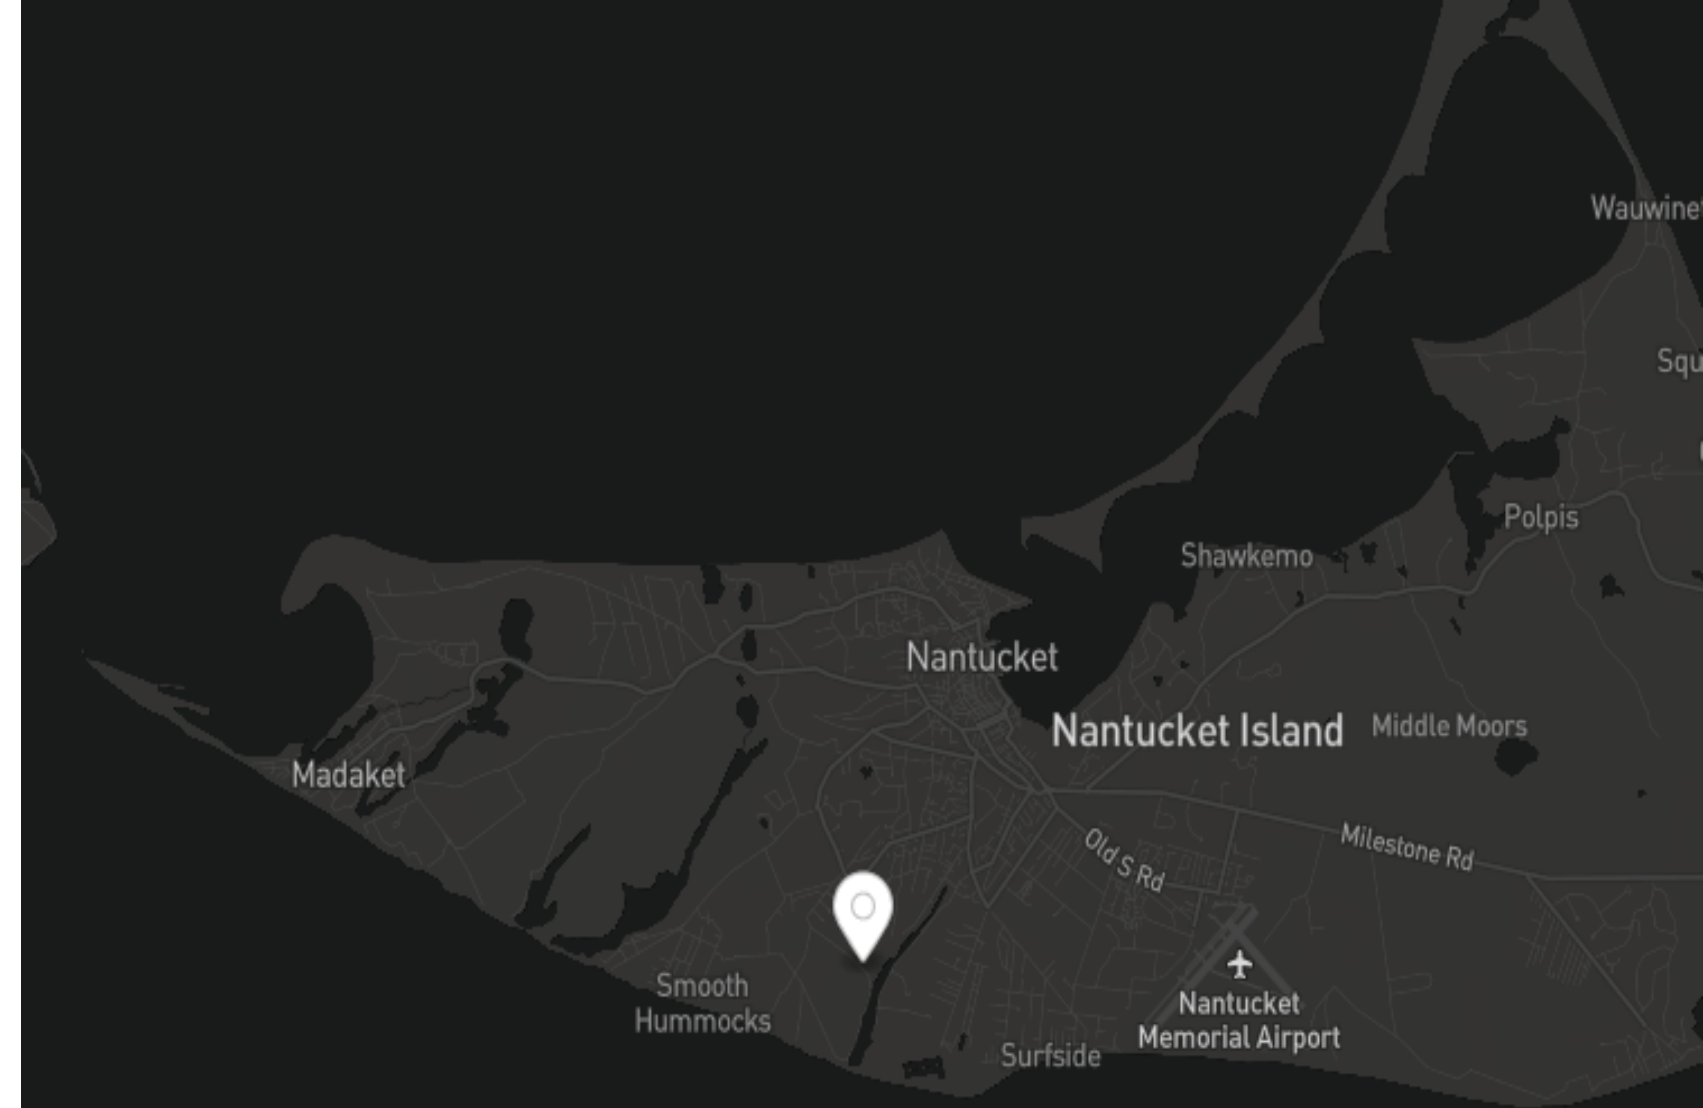 Wauwine
Squ
Polpis
Shawkemo
Nantucket
Nantucket Island
Middle Moors
Madaket
Old S Rd
Milestone Rd
Smooth
Hummocks
Nantucket
Memorial Airport
Surfside